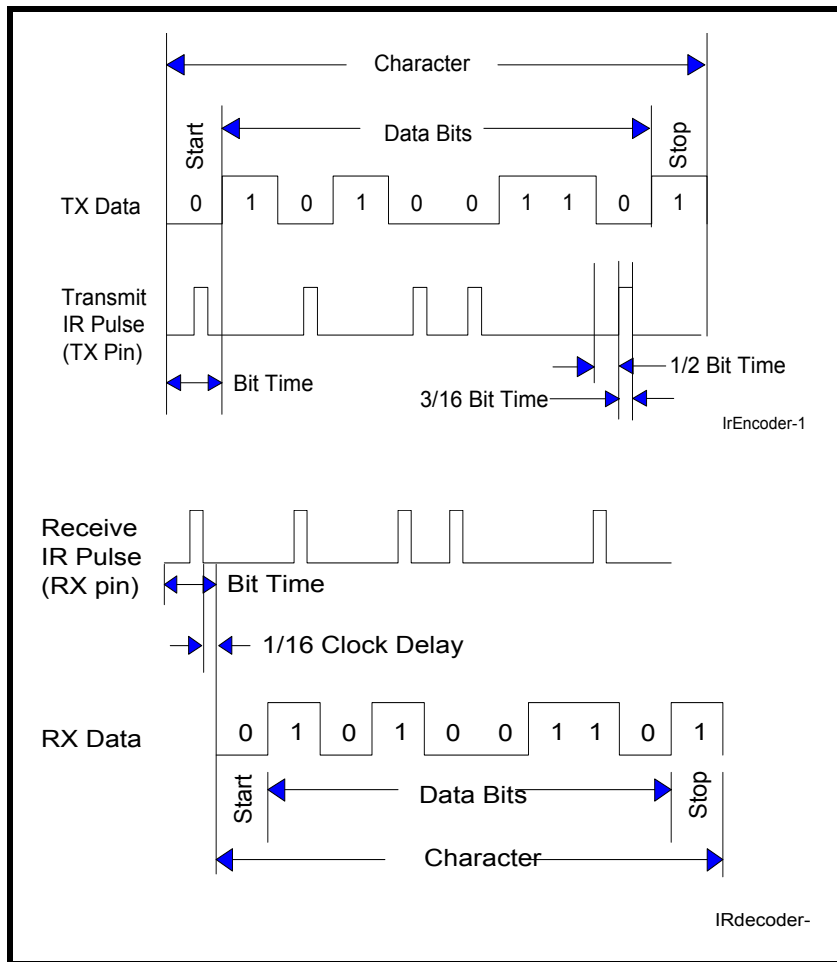 Character
Start
Data Bits
Stop
TX Data
0 1 0 1 0 0 1 1 0 1
Transmit
IR Pulse
(TX Pin)
Bit Time
1/2 Bit Time
3/16 Bit Time
IrEncoder-1
Receive
IR Pulse
(RX pin)
Bit Time
1/16 Clock Delay
RX Data
0 1 0 1 0 0 1 1 0 1
Start
Data Bits
Stop
Character
IRdecoder-